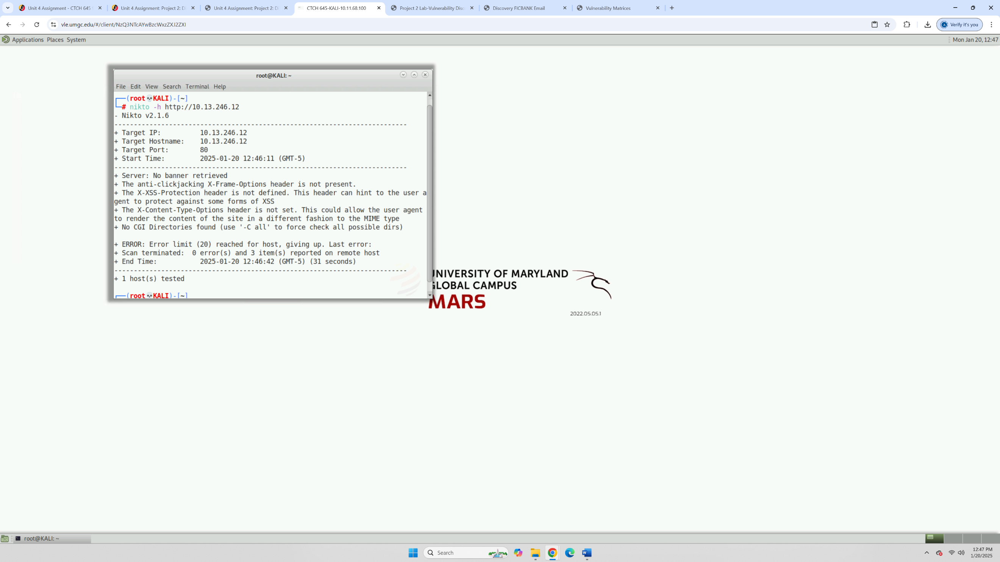 Unit 4 Assignment - CTCH 645 9
Unit 4 Assignment: Project 2: Di
Unit 4 Assignment: Project 2: Di
CTCH 645-KALI-10.11.68.100
Project 2 Lab-Vulnerability Disc
Discovery FICBANK Email
Vulnerability Matrices
vle.umgc.edu/#/client/NzQ3NTcAYwBzcWxzZXJ2ZXI
Verify it's you
Applications Places System
Mon Jan 20, 12:47
root@KALI: ~
File Edit View Search Terminal Help
┌──(root💀KALI)-[~]
└─# nikto -h http://10.13.246.12
- Nikto v2.1.6
---------------------------------------------------------------------------
+ Target IP:          10.13.246.12
+ Target Hostname:    10.13.246.12
+ Target Port:        80
+ Start Time:         2025-01-20 12:46:11 (GMT-5)
---------------------------------------------------------------------------
+ Server: No banner retrieved
+ The anti-clickjacking X-Frame-Options header is not present.
+ The X-XSS-Protection header is not defined. This header can hint to the user a
gent to protect against some forms of XSS
+ The X-Content-Type-Options header is not set. This could allow the user agent
to render the content of the site in a different fashion to the MIME type
+ No CGI Directories found (use '-C all' to force check all possible dirs)
+ ERROR: Error limit (20) reached for host, giving up. Last error:
+ Scan terminated:  0 error(s) and 3 item(s) reported on remote host
+ End Time:           2025-01-20 12:46:42 (GMT-5) (31 seconds)
---------------------------------------------------------------------------
+ 1 host(s) tested
┌──(root💀KALI)-[~]
UNIVERSITY OF MARYLAND
GLOBAL CAMPUS
MARS
2022.05.05.1
root@KALI: ~
Search
12:47 PM
1/20/2025